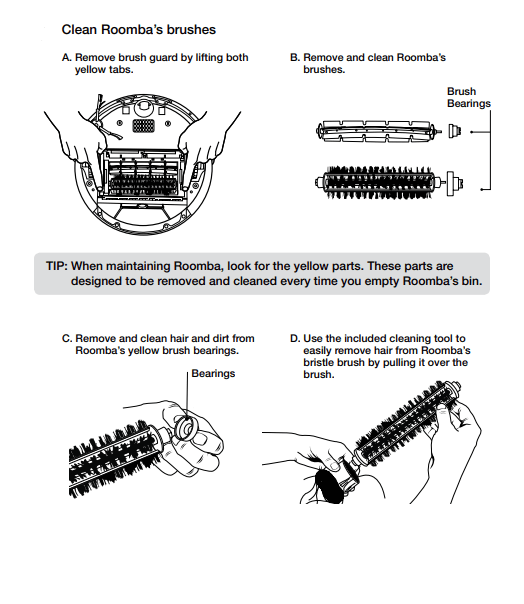 Clean Roomba's brushes
A. Remove brush guard by lifting both
yellow tabs.
B. Remove and clean Roomba's
brushes.
Brush
Bearings
TIP: When maintaining Roomba, look for the yellow parts. These parts are
designed to be removed and cleaned every time you empty Roomba's bin.
C. Remove and clean hair and dirt from
Roomba's yellow brush bearings.
Bearings
D. Use the included cleaning tool to
easily remove hair from Roomba's
bristle brush by pulling it over the
brush.